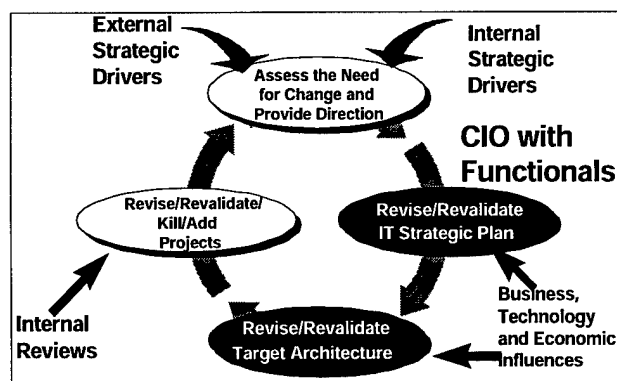 External
Strategic
Drivers
Internal
Strategic
Drivers
Assess the Need
for Change and
Provide Direction
CIO with
Functionals
Revise/Revalidate/
Kill/Add
Projects
Revise/Revalidate
IT Strategic Plan
Internal
Reviews
Revise/Revalidate
Target Architecture
Business,
Technology
and Economic
Influences